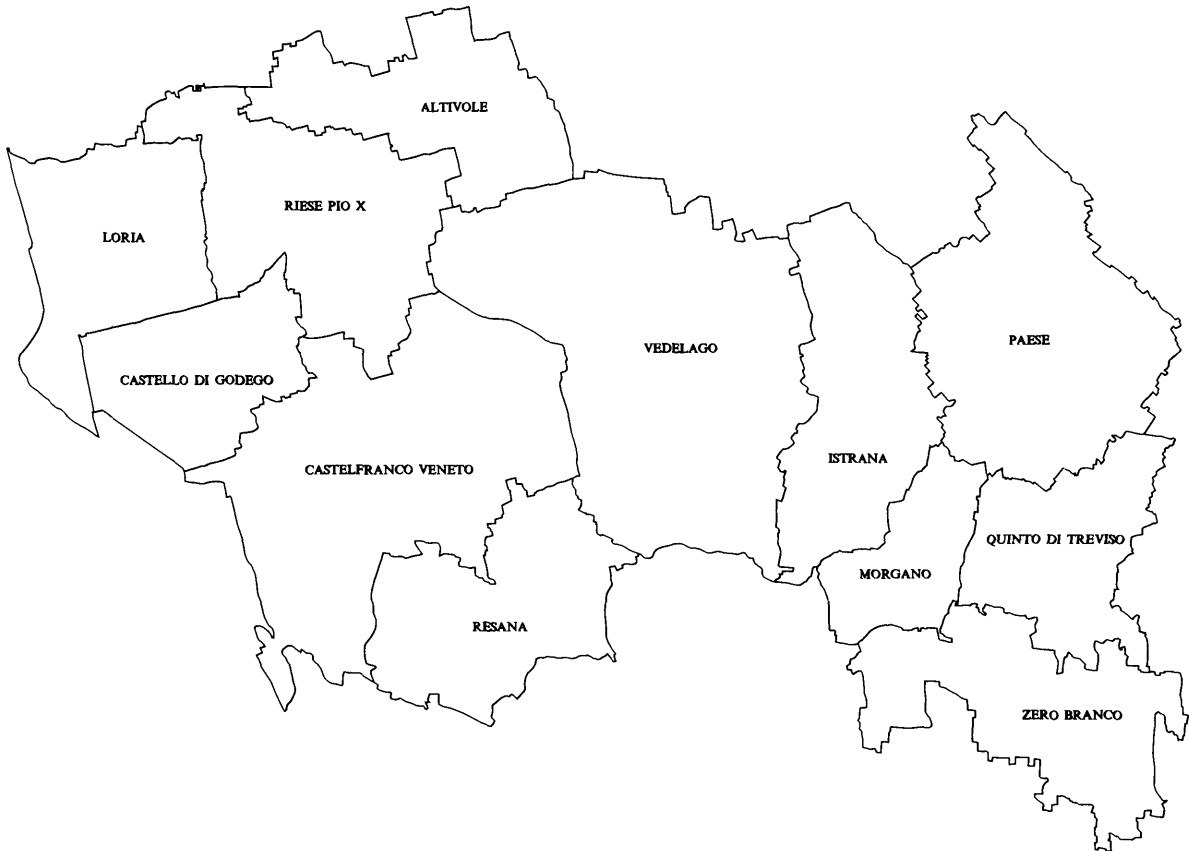 ALTIVOLE
RIESE PIO X
LORIA
PAESE
VEDELAGO
CASTELLO DI GODEGO
ISTRANA
CASTELFRANCO VENETO
QUINTO DI TREVISO
MORGANO
RESANA
ZERO BRANCO